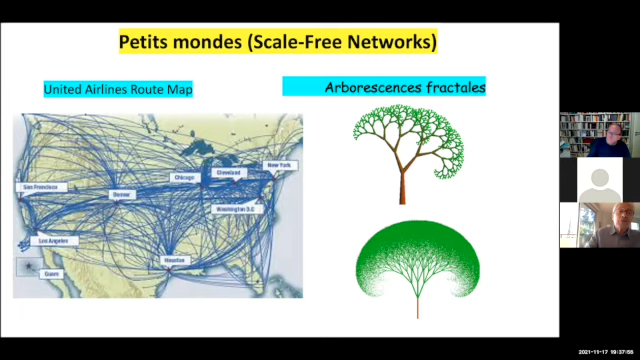 Petits mondes (Scale-Free Networks)
United Airlines Route Map
Arborescences fractales
New York
Cleveland
Chicago
San Francisco
Denver
Washington D.C
Los Angeles
Houston
Guam
2021-11-17 19:37:55